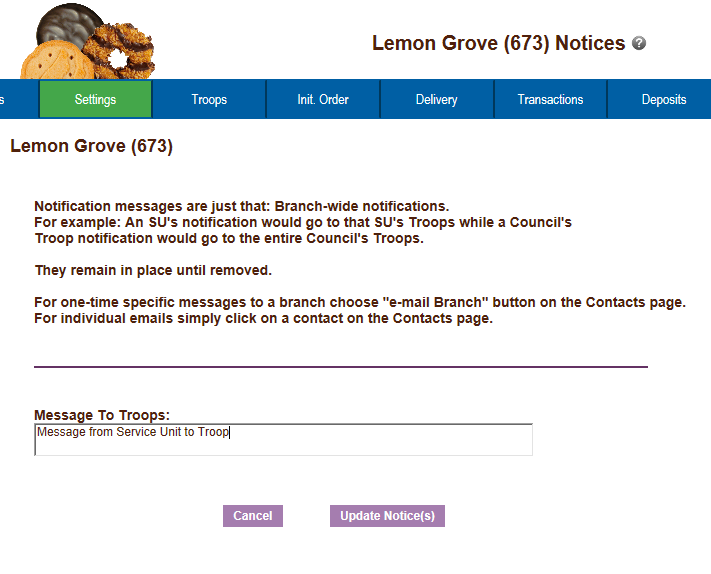 Lemon Grove (673) Notices ?
s Settings Troops Init. Order Delivery Transactions Deposits
Lemon Grove (673)
Notification messages are just that: Branch-wide notifications.
For example: An SU's notification would go to that SU's Troops while a Council's
Troop notification would go to the entire Council's Troops.
They remain in place until removed.
For one-time specific messages to a branch choose "e-mail Branch" button on the Contacts page.
For individual emails simply click on a contact on the Contacts page.
Message To Troops:
Message from Service Unit to Troop
Cancel Update Notice(s)